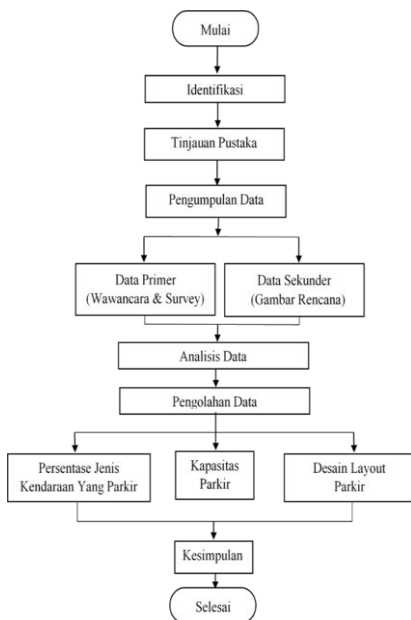 Mulai
Identifikasi
Tinjauan Pustaka
Pengumpulan Data
Data Primer
(Wawancara & Survey)
Data Sekunder
(Gambar Rencana)
Analisis Data
Pengolahan Data
Persentase Jenis
Kendaraan Yang Parkir
Kapasitas
Parkir
Desain Layout
Parkir
Kesimpulan
Selesai